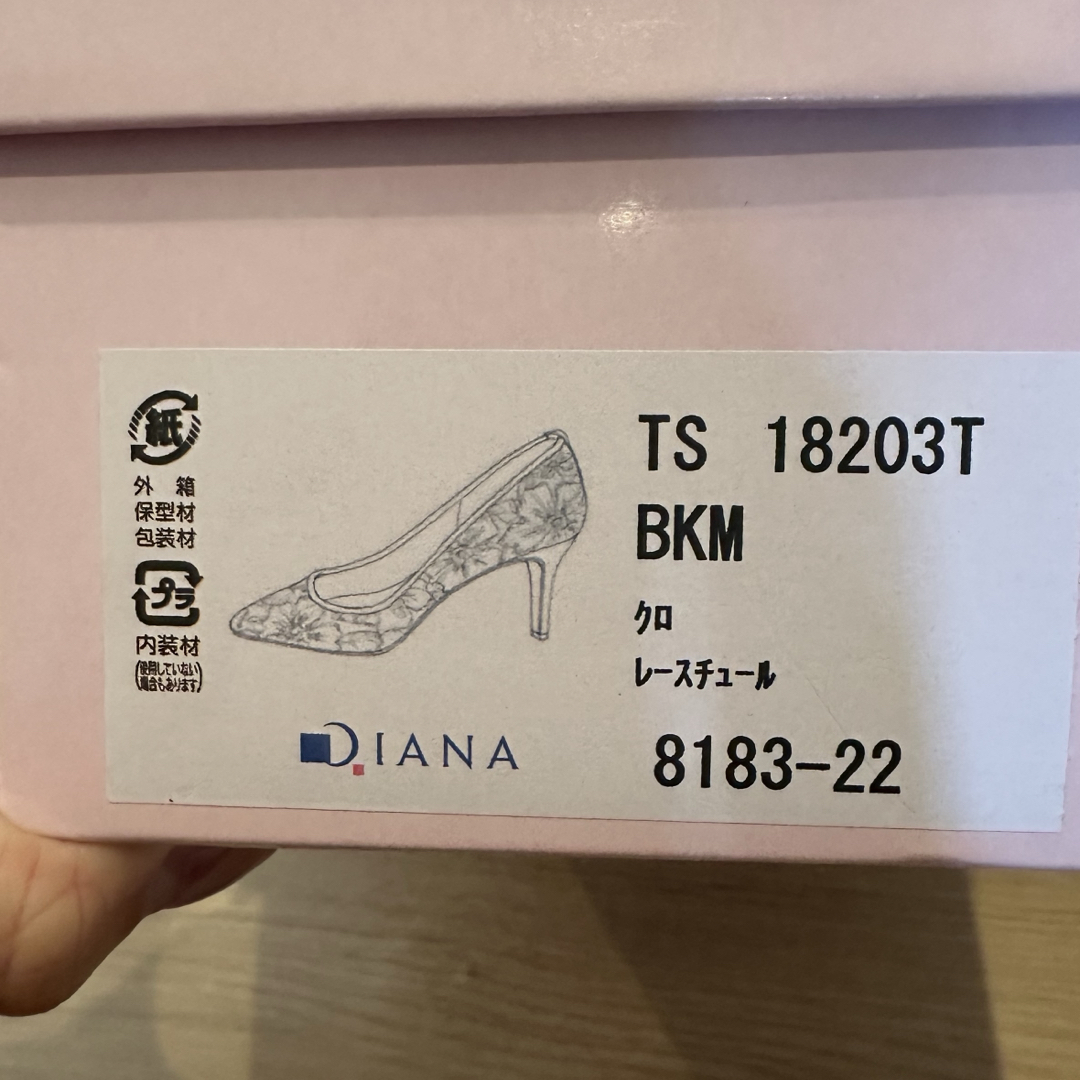 紙
外 箱
保型材
包装材
プラ
内装材
(使用していない
場合もあります)
DIANA
TS 18203T
BKM
クロ
レースチュール
8183-22